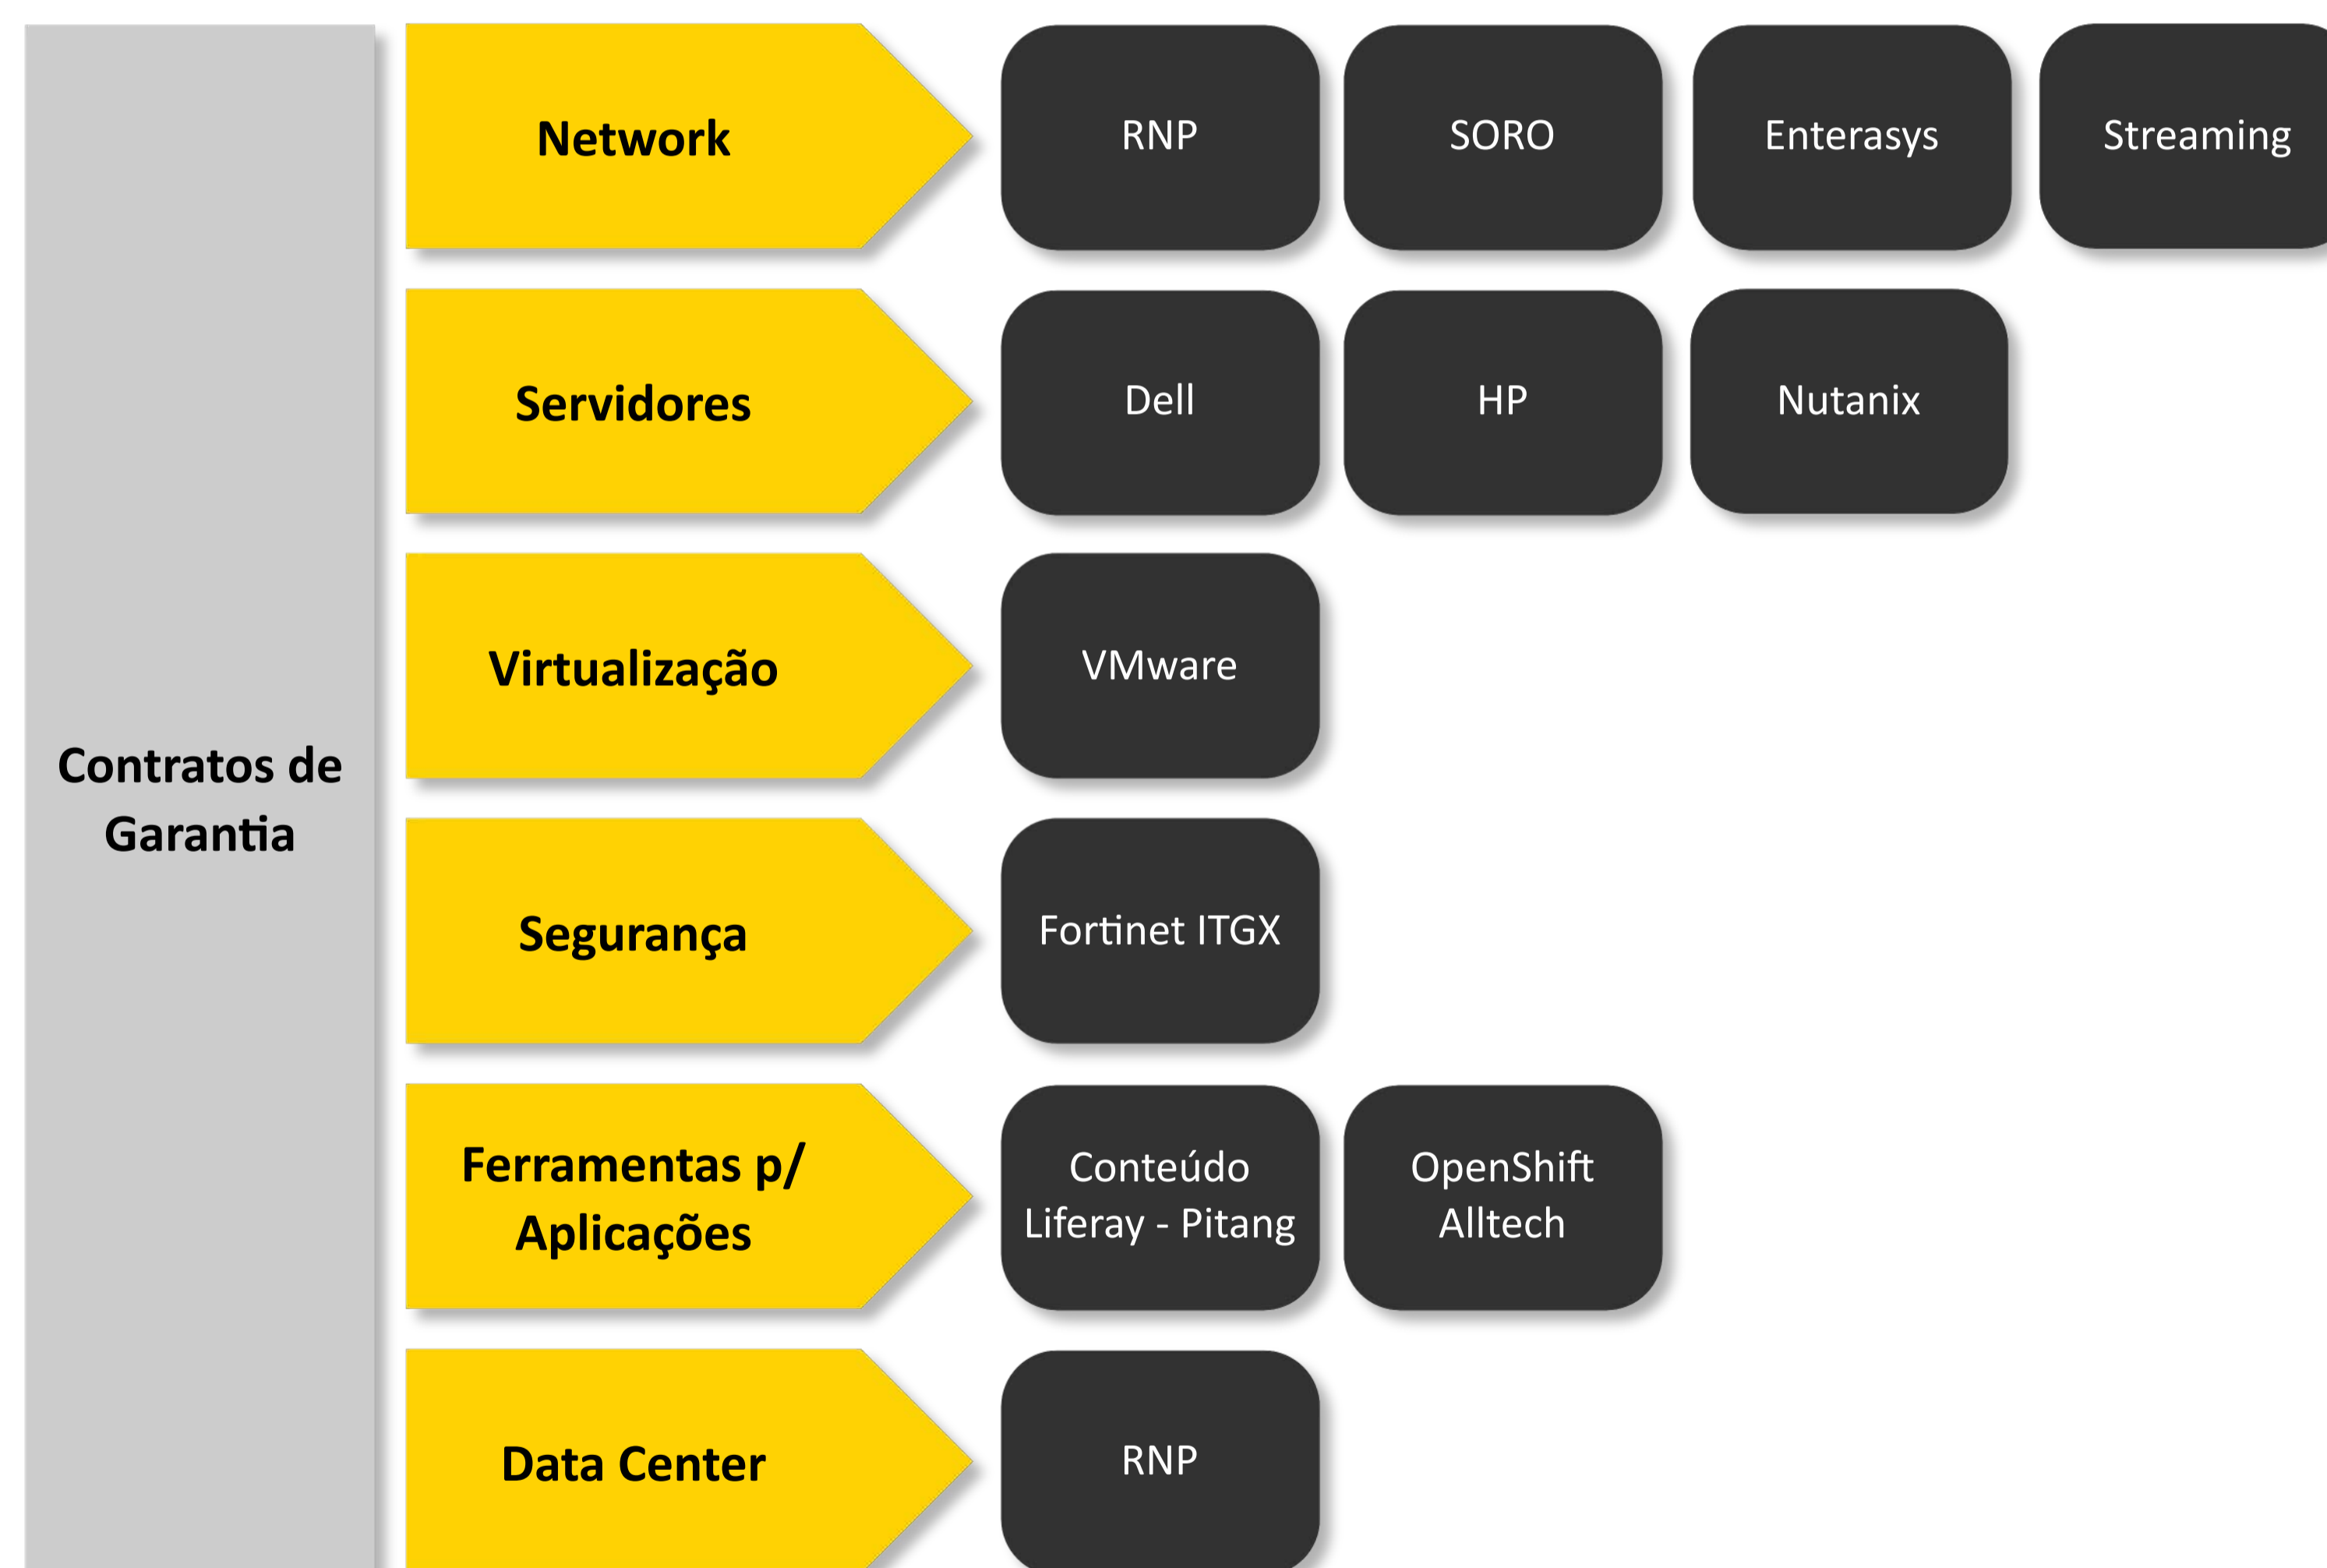 Contratos de
Garantia
Network
RNP
SORO
Enterasys
Streaming
Servidores
Dell
HP
Nutanix
Virtualização
VMware
Segurança
Fortinet ITGX
Ferramentas p/
Aplicações
Conteúdo
Liferay - Pitang
OpenShift
Alltech
Data Center
RNP